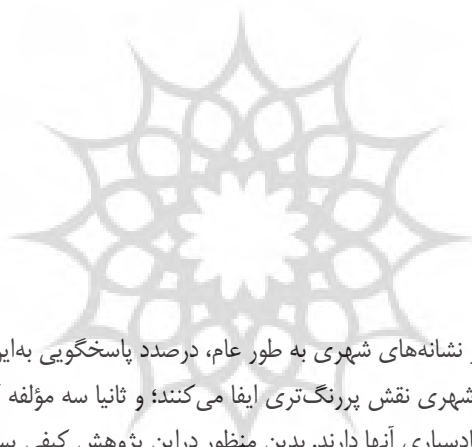 نشانه‌های شهری به طور عام، درصدد پاسخگویی به‌این
شهری نقش پررنگ‌تری ایفا می‌کنند؛ و ثانیا سه مؤلفه
دسیاری آنها دارند. بدین منظور دراین پژوهش کیفی